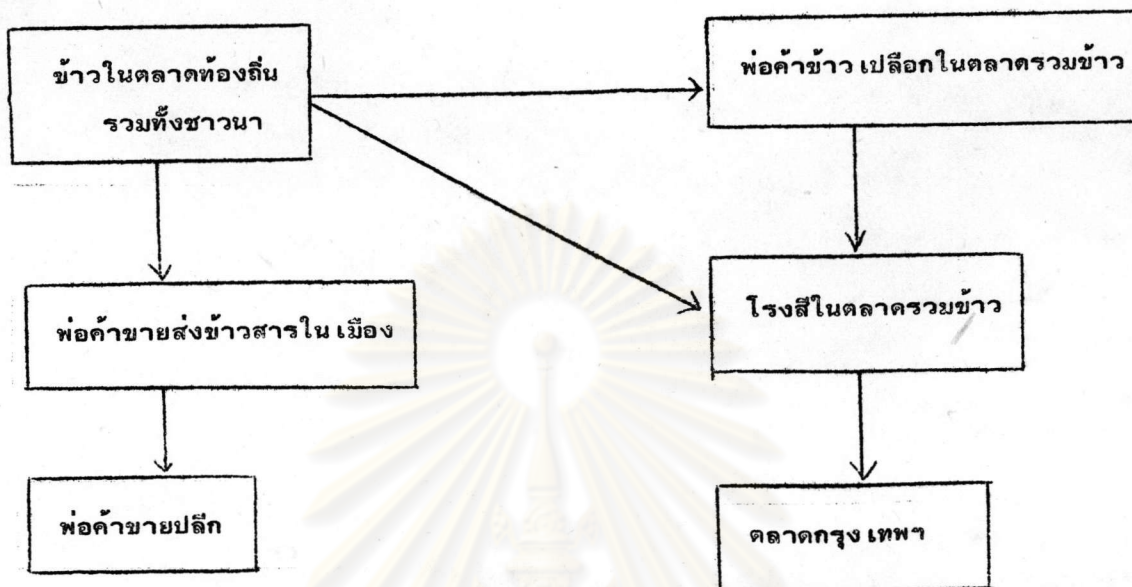 ข้าวในตลาดท้องถิ่น
รวมทั้งชาวนา
พ่อค้าข้าวเปลือกในตลาดรวมข้าว
พ่อค้าขายส่งข้าวสารในเมือง
โรงสีในตลาดรวมข้าว
พ่อค้าขายปลีก
ตลาดกรุงเทพฯ